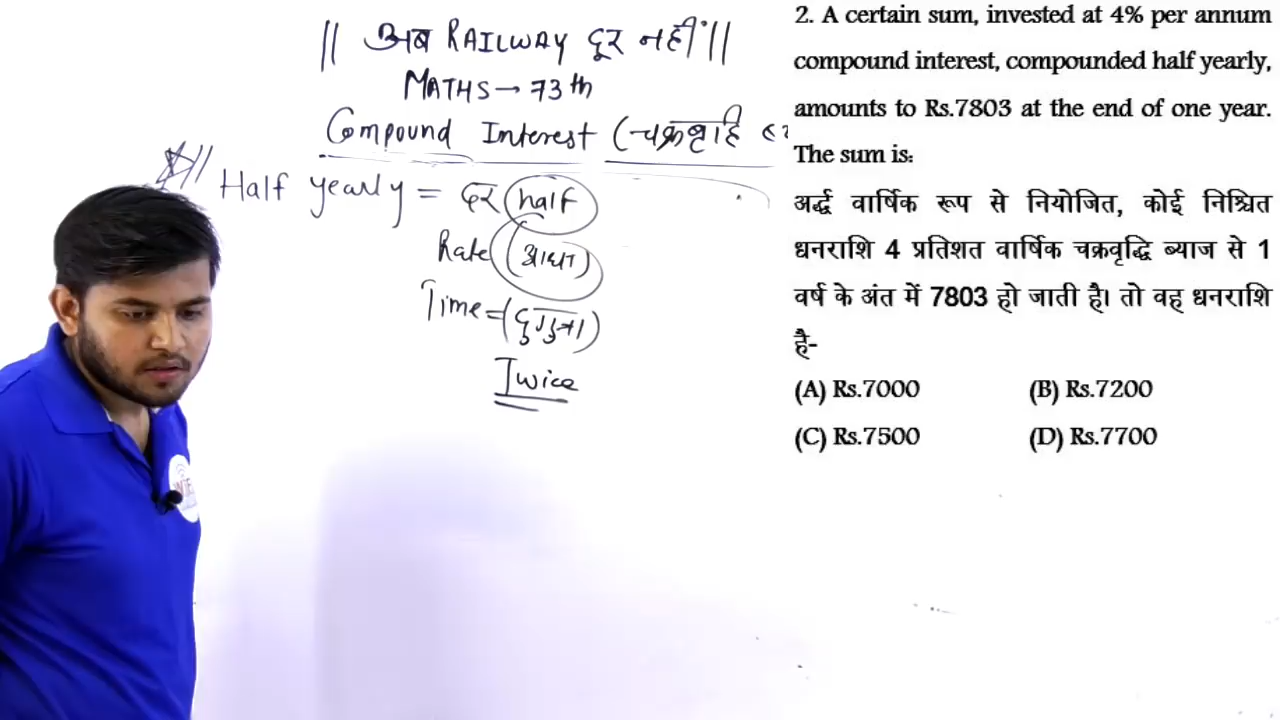 || अब RAILWAY दूर नहीं ||
MATHS → 73th
Compound Interest (चक्रवृद्धि
Half yearly = दर half
Rate (आधा)
Time = (दुगुना)
Twice
2. A certain sum, invested at 4% per annum
compound interest, compounded half yearly,
amounts to Rs.7803 at the end of one year.
The sum is:
अर्द्ध वार्षिक रूप से नियोजित, कोई निश्चित
धनराशि 4 प्रतिशत वार्षिक चक्रवृद्धि ब्याज से 1
वर्ष के अंत में 7803 हो जाती है। तो वह धनराशि
है-
(A) Rs.7000 (B) Rs.7200
(C) Rs.7500 (D) Rs.7700